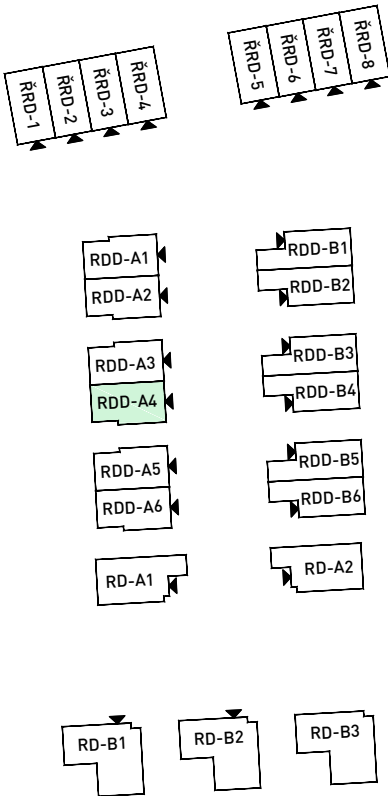 ŘRD-1
ŘRD-2
ŘRD-3
ŘRD-4
ŘRD-5
ŘRD-6
ŘRD-7
ŘRD-8
RDD-A1
RDD-A2
RDD-B1
RDD-B2
RDD-A3
RDD-A4
RDD-B3
RDD-B4
RDD-A5
RDD-A6
RDD-B5
RDD-B6
RD-A1
RD-A2
RD-B1
RD-B2
RD-B3